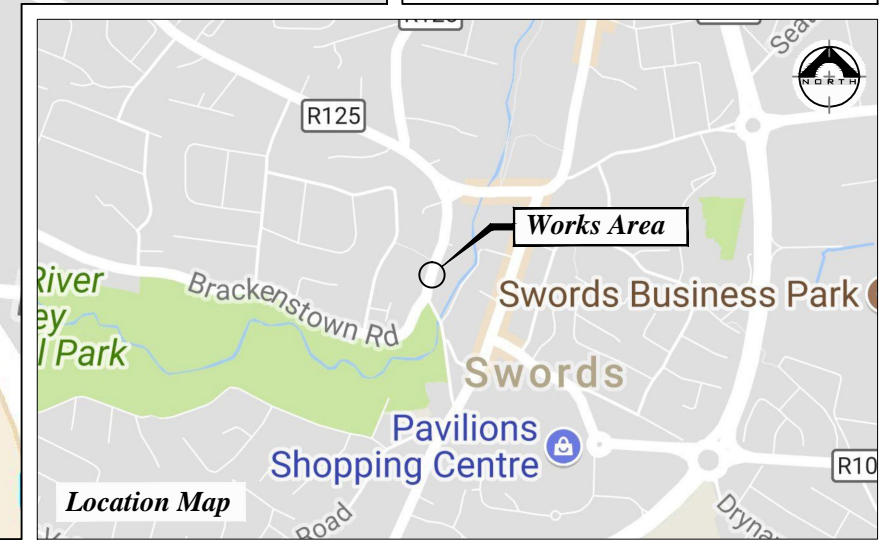 R125
NORTH
R125
Works Area
River
Brackenstown Rd
Swords Business Park
Park
Swords
Pavilions
Shopping Centre
R10
Location Map
Road